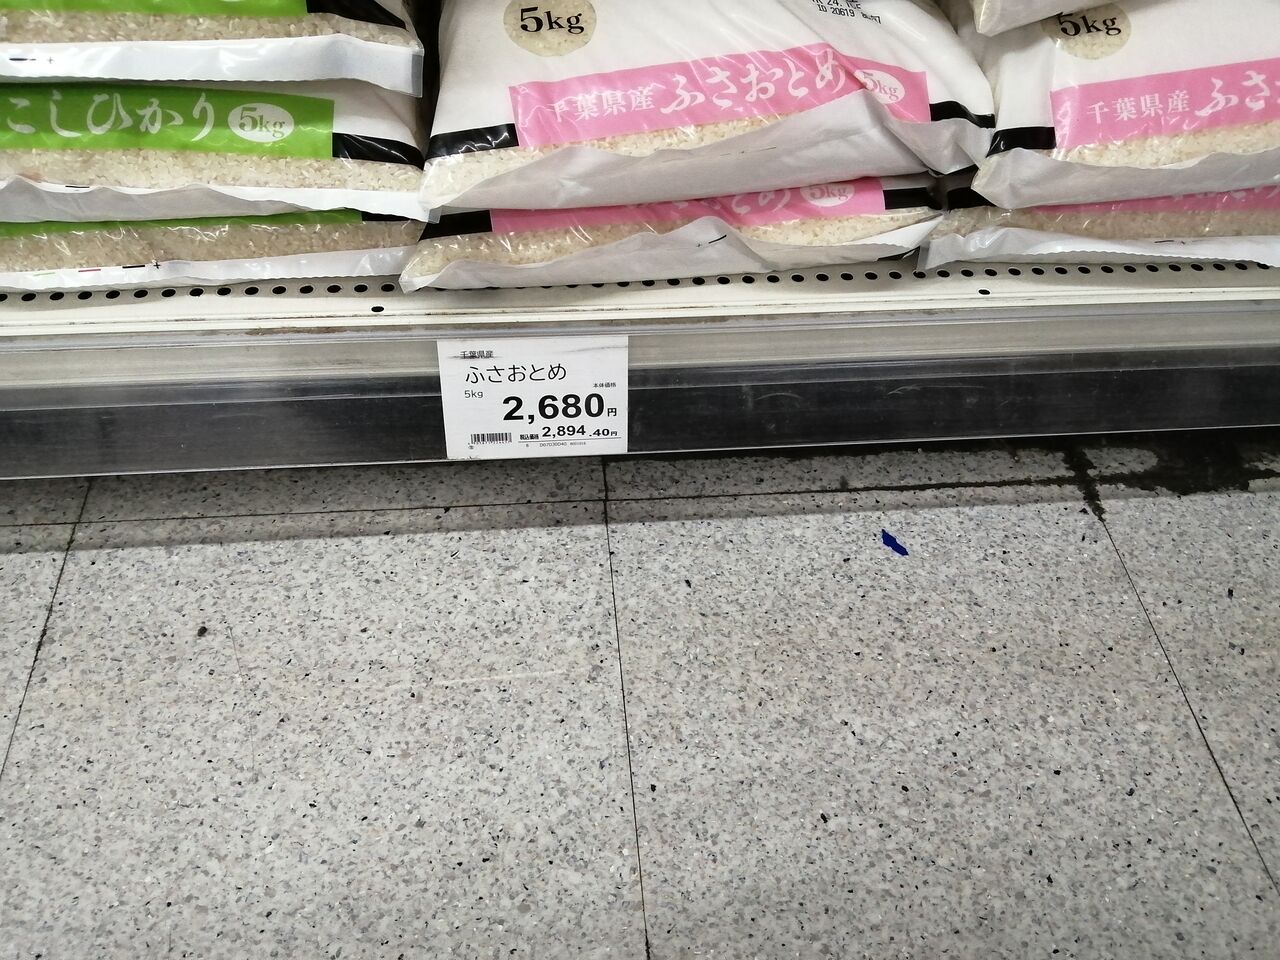 5kg
5kg
千葉県産 ふさおとめ 5kg
千葉県産 ふさ
こしひかり 5kg
5kg
千葉県産
ふさおとめ
5kg
本体価格
2,680円
税込価格 2,894.40円